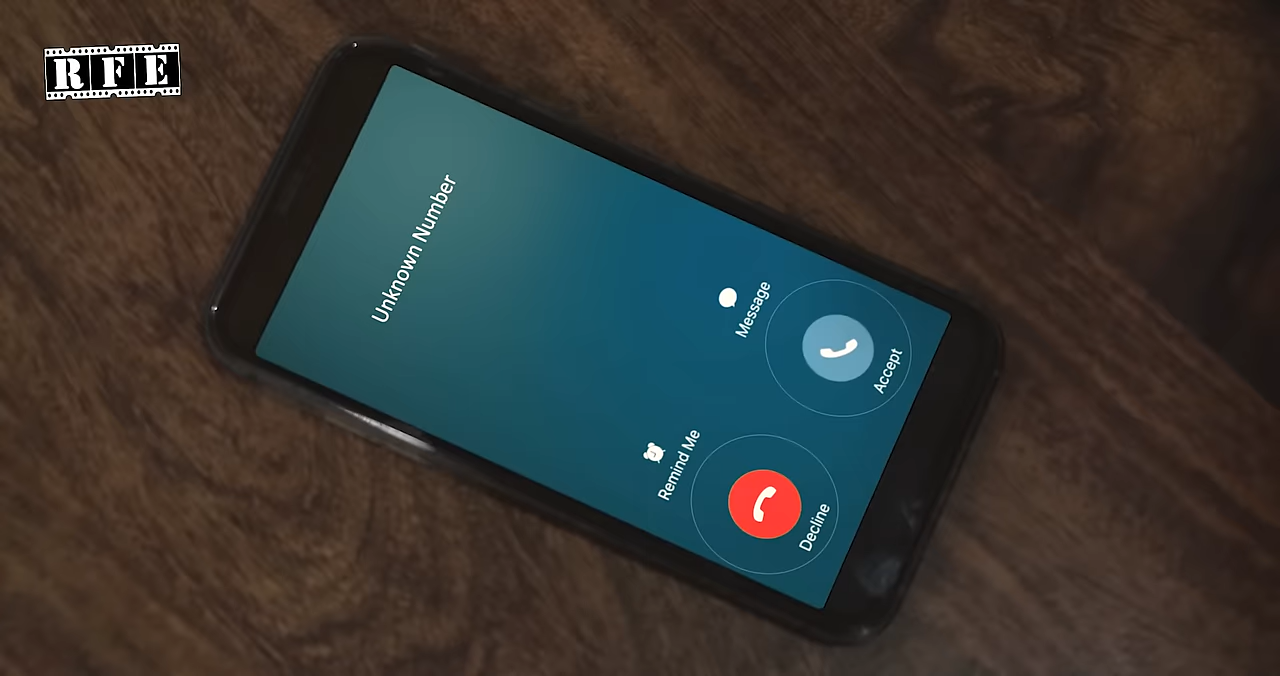 RFE
Unknown Number
Message
Remind Me
Accept
Decline